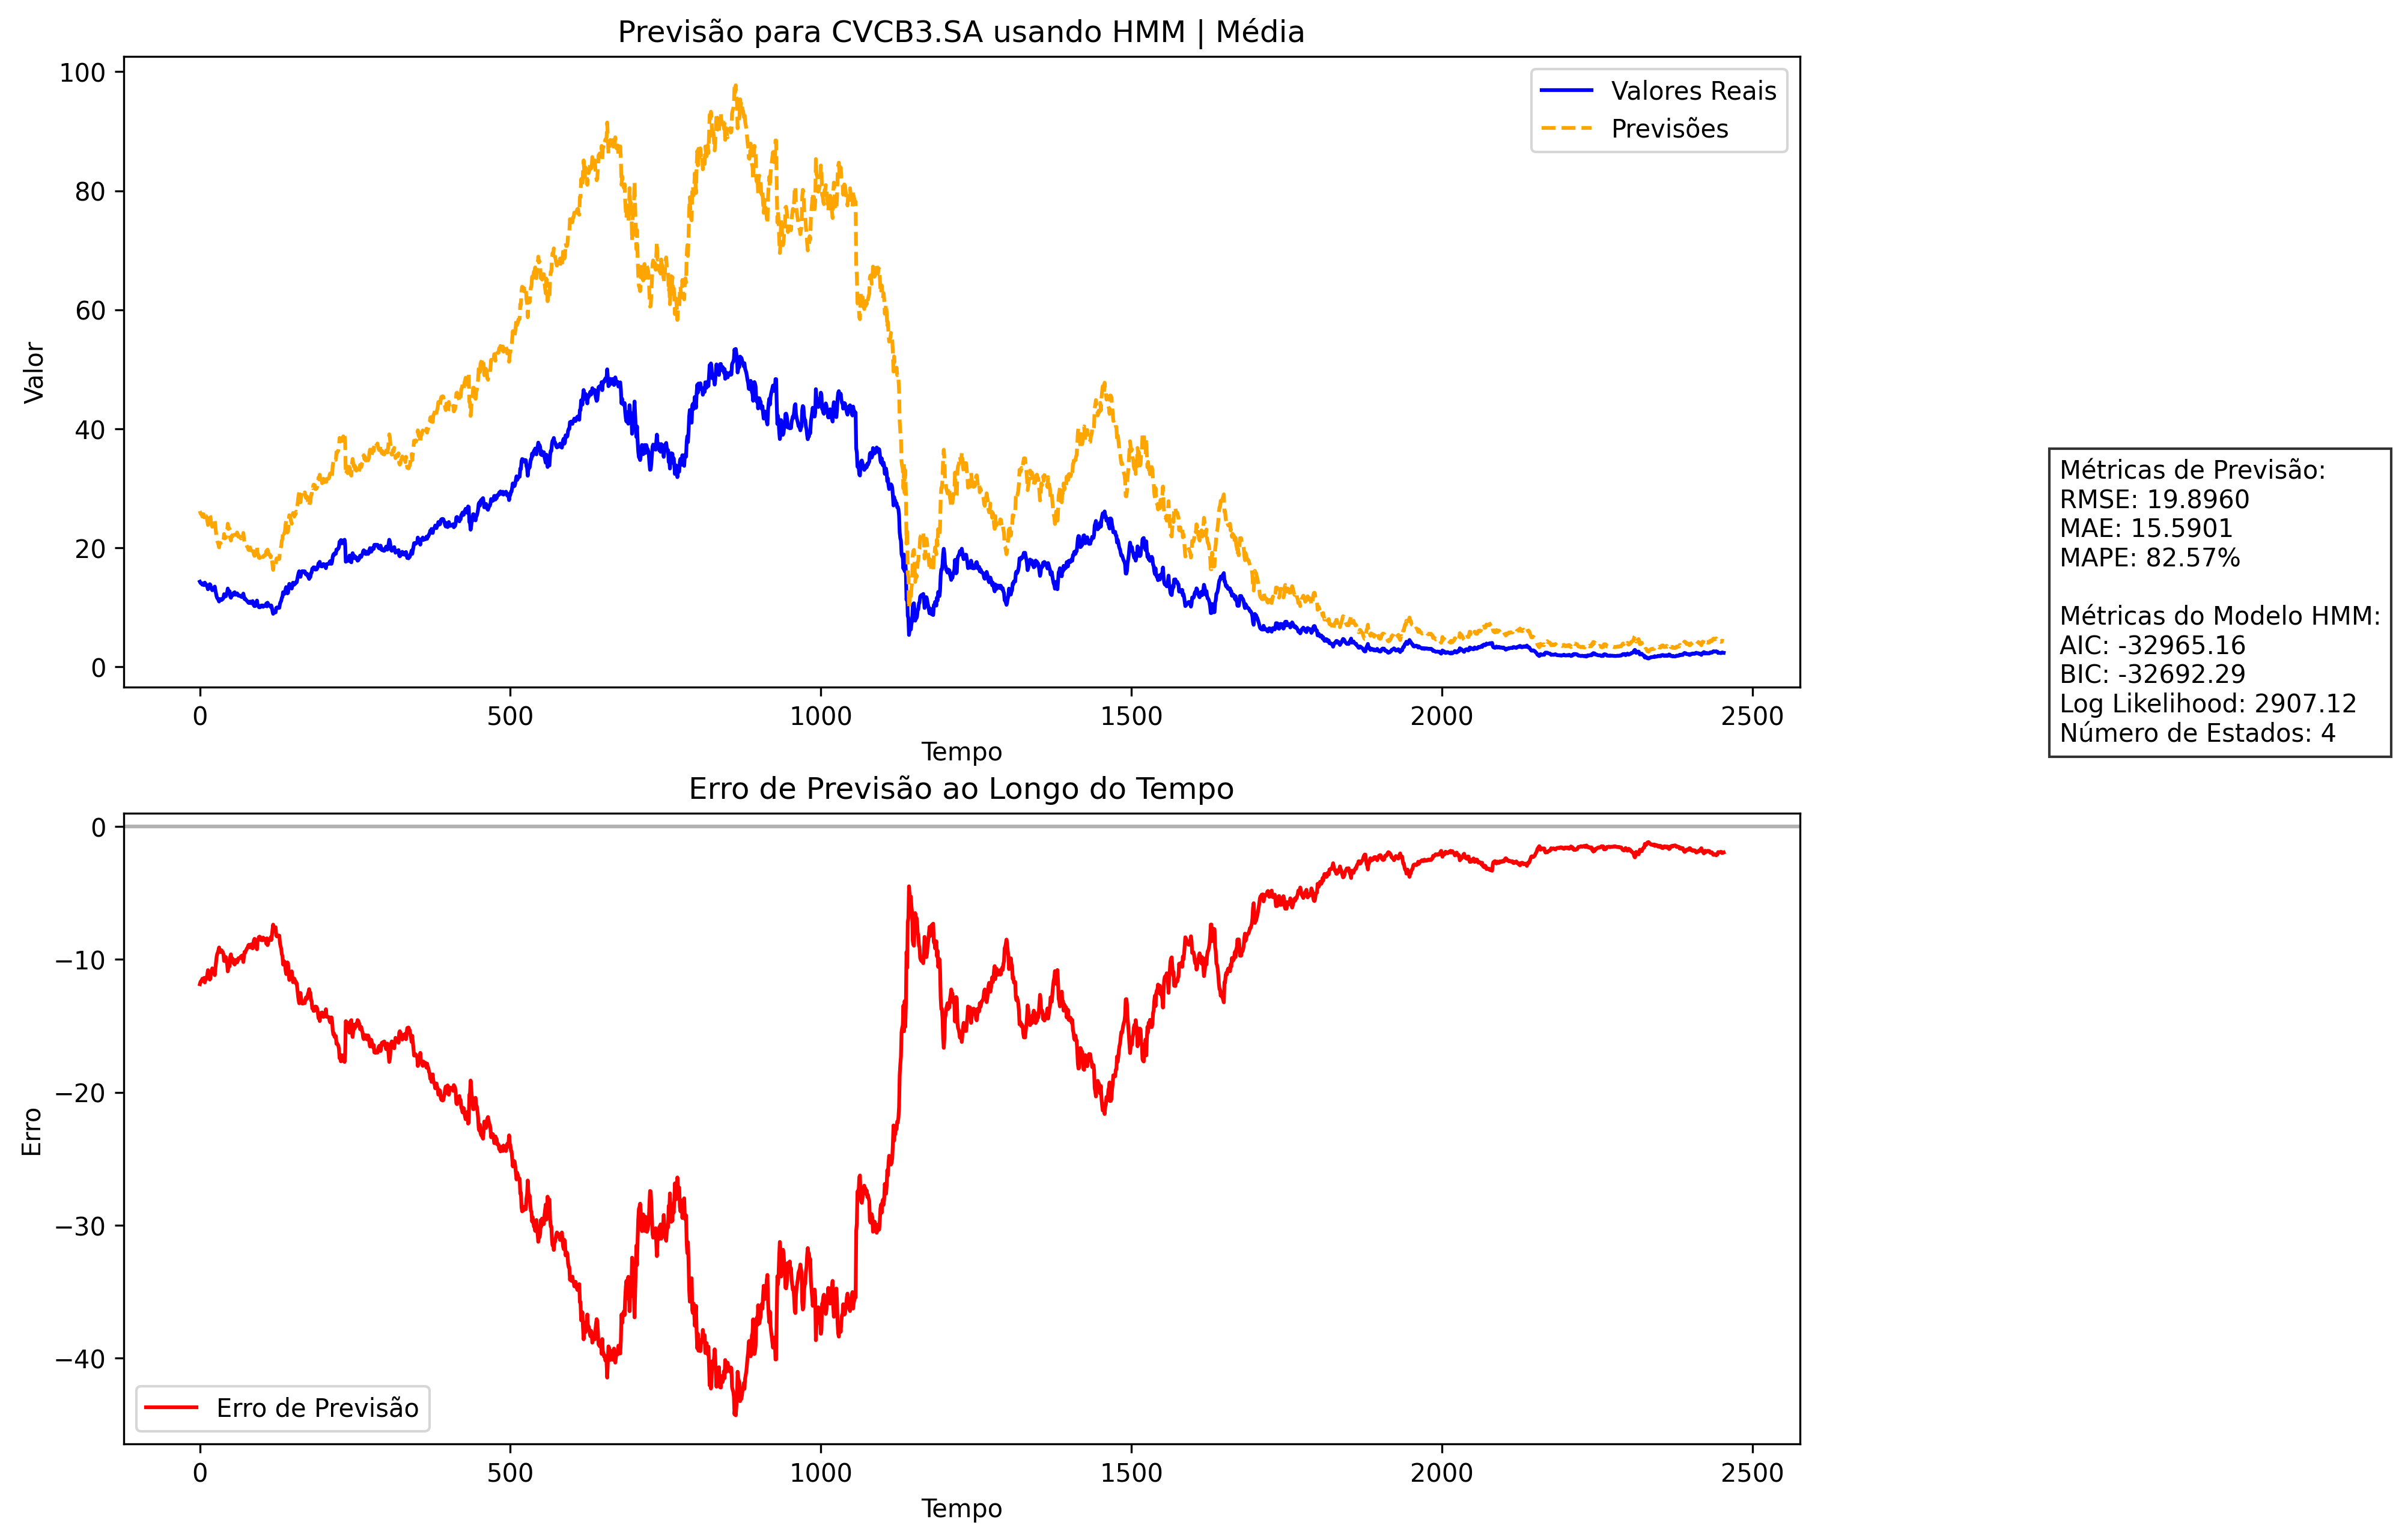 Previsão para CVCB3.SA usando HMM | Média
100
80
60
40
20
0
Valor
Valores Reais
Previsões
0 500 1000 1500 2000 2500
Tempo
Métricas de Previsão:
RMSE: 19.8960
MAE: 15.5901
MAPE: 82.57%
Métricas do Modelo HMM:
AIC: -32965.16
BIC: -32692.29
Log Likelihood: 2907.12
Número de Estados: 4
Erro de Previsão ao Longo do Tempo
0
−10
−20
−30
−40
Erro
Erro de Previsão
0 500 1000 1500 2000 2500
Tempo